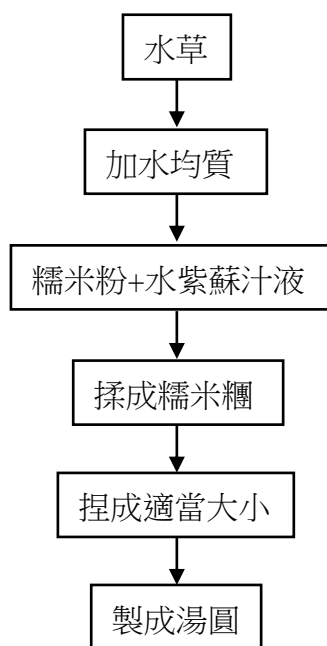 水草
加水均質
糯米粉+水紫蘇汁液
揉成糯米糰
捏成適當大小
製成湯圓